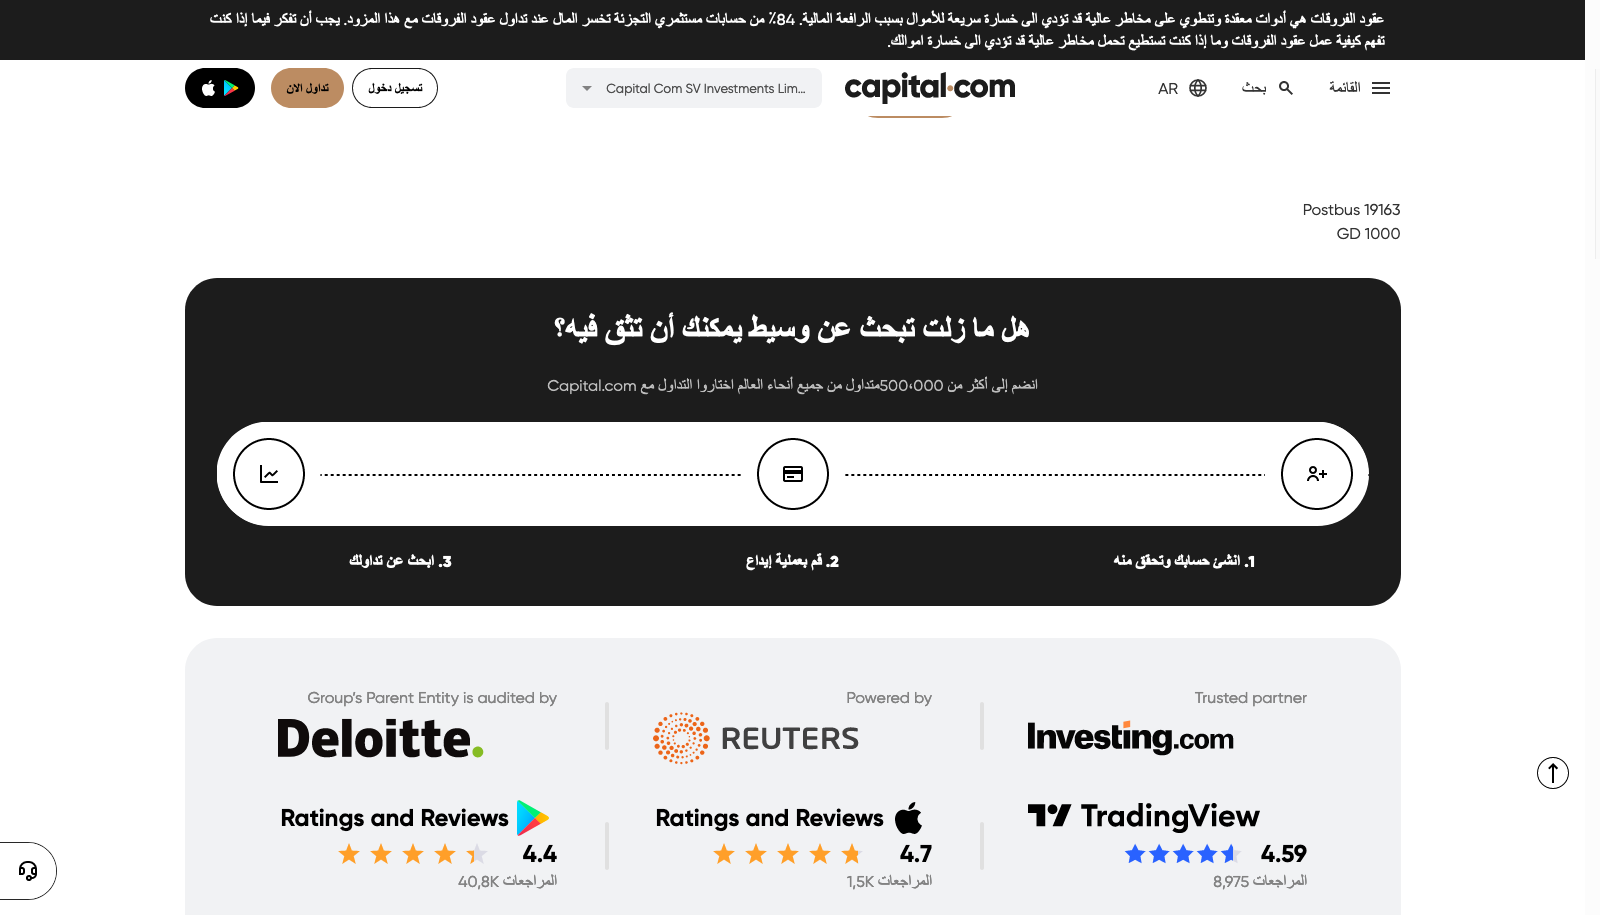 عقود الفروقات هي أدوات معقدة وتنطوي على مخاطر عالية قد تؤدي الى خسارة سريعة للأموال بسبب الرافعة المالية. 84٪ من حسابات مستثمري التجزئة تخسر المال عند تداول عقود الفروقات مع هذا المزود. يجب أن تفكر فيما إذا كنت
تفهم كيفية عمل عقود الفروقات وما إذا كنت تستطيع تحمل مخاطر عالية قد تؤدي الى خسارة اموالك.
القائمة
بحث
AR
capital.com
Capital Com SV Investments Lim...
تسجيل دخول
تداول الان
Postbus 19163
GD 1000
هل ما زلت تبحث عن وسيط يمكنك أن تثق فيه؟
انضم إلى أكثر من 500،000متداول من جميع أنحاء العالم اختاروا التداول مع Capital.com
1. انشئ حسابك وتحقق منه
2. قم بعملية إيداع
3. ابحث عن تداولك
Trusted partner
Investing.com
Powered by
REUTERS
Group's Parent Entity is audited by
Deloitte.
TradingView
4.59
المراجعات 8,975
Ratings and Reviews
4.7
المراجعات 1,5K
Ratings and Reviews
4.4
المراجعات 40,8K